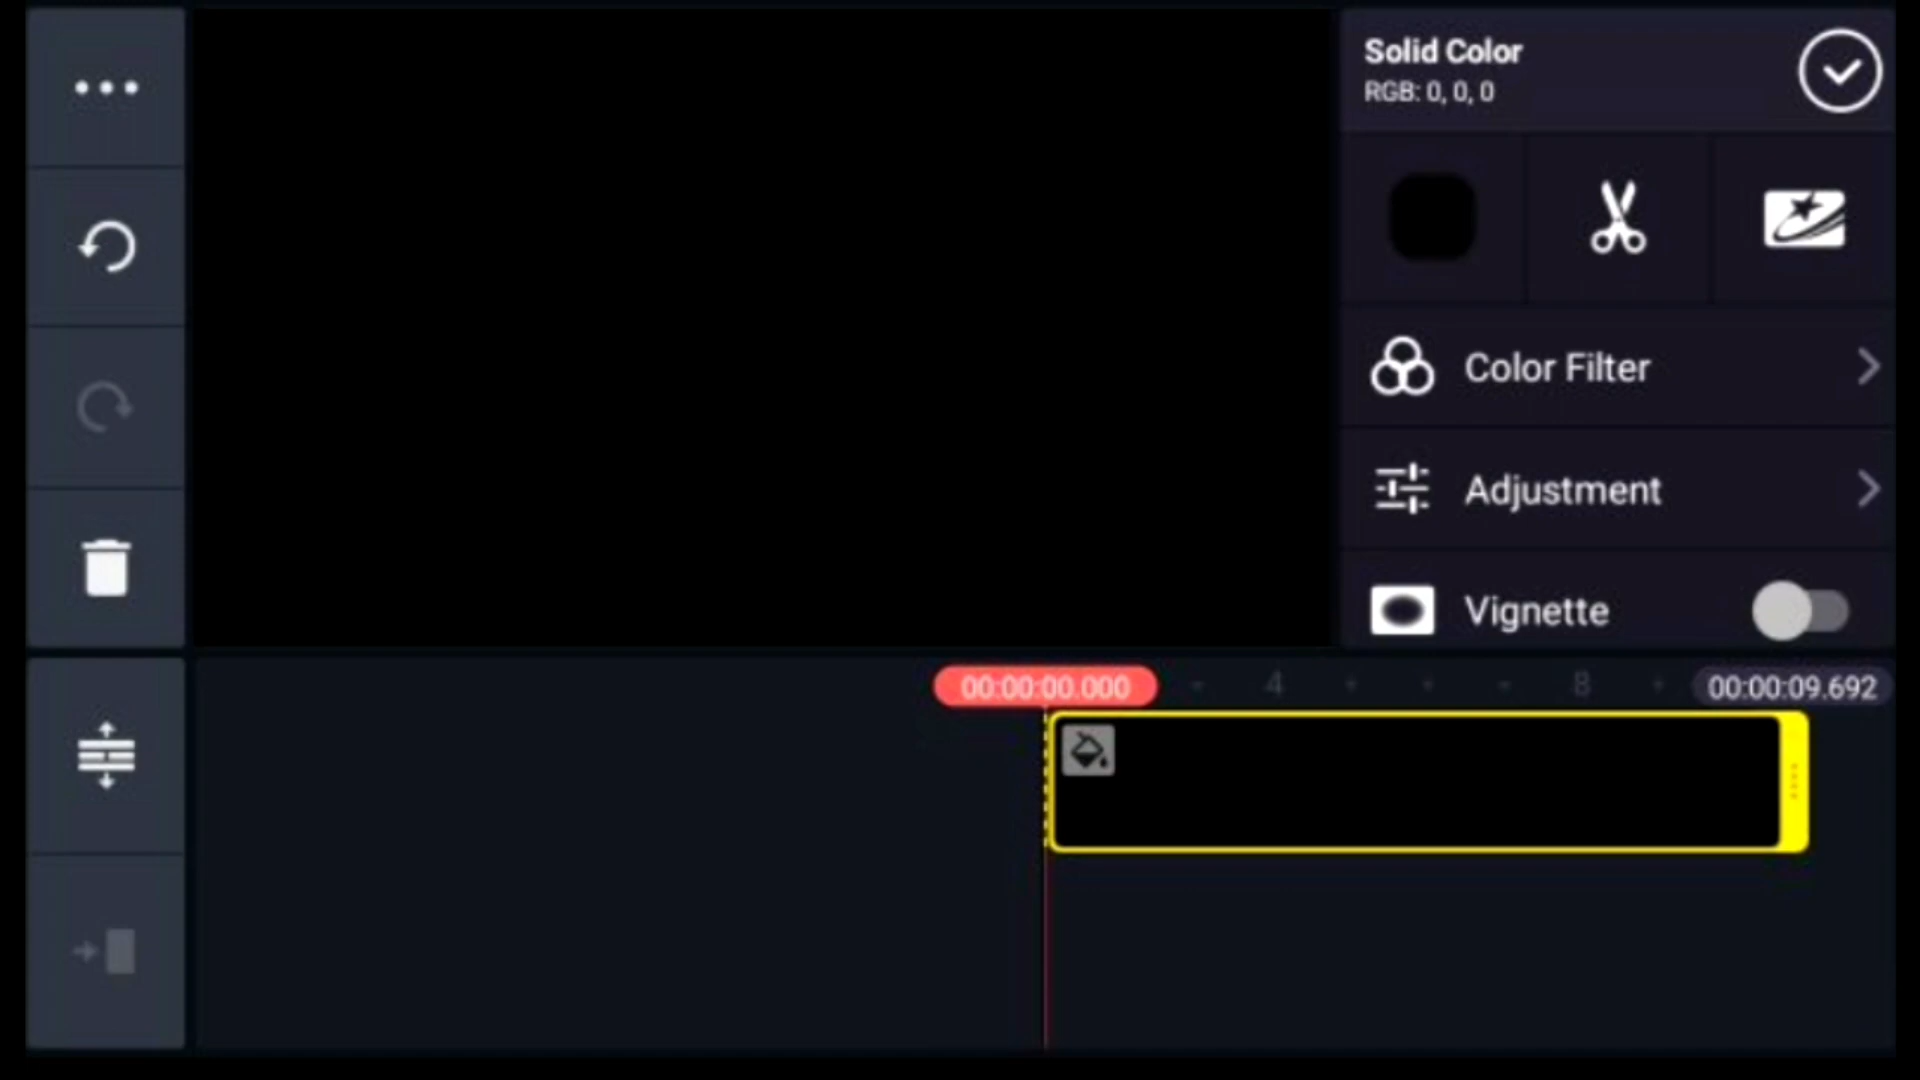 Solid Color
RGB: 0, 0, 0
Color Filter
Adjustment
Vignette
00:00:00.000
4
8
00:00:09.692